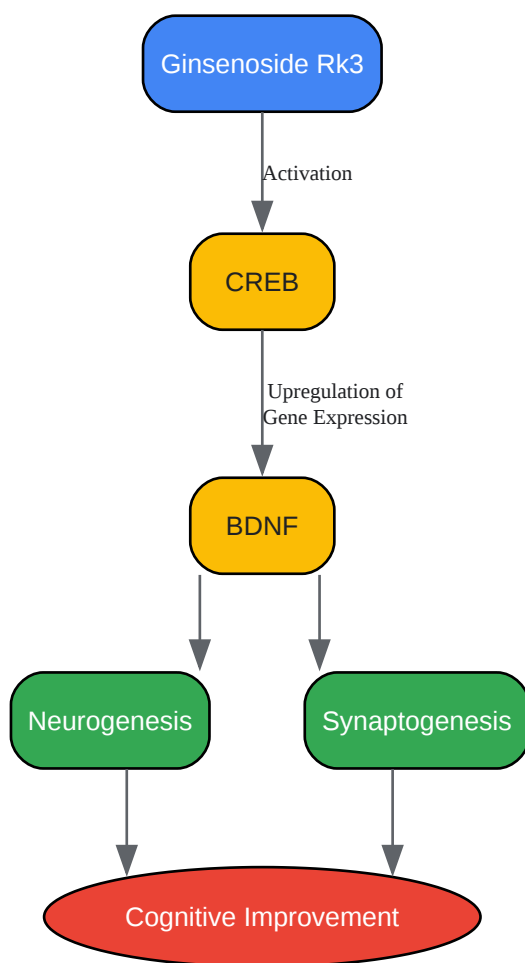 Ginsenoside Rk3
Activation
CREB
Upregulation of
Gene Expression
BDNF
Neurogenesis
Synaptogenesis
Cognitive Improvement